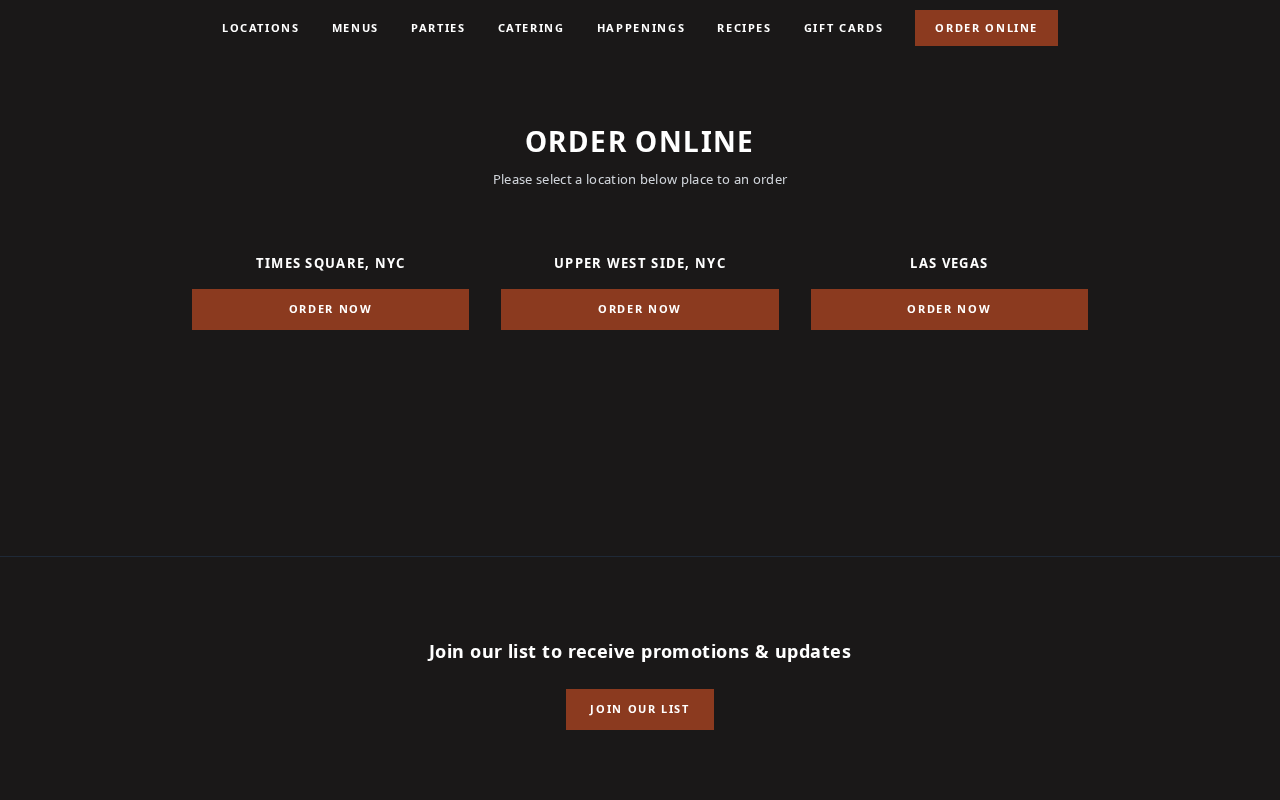 LOCATIONS MENUS PARTIES CATERING HAPPENINGS RECIPES GIFT CARDS ORDER ONLINE
ORDER ONLINE
Please select a location below place to an order
TIMES SQUARE, NYC UPPER WEST SIDE, NYC LAS VEGAS
ORDER NOW ORDER NOW ORDER NOW
Join our list to receive promotions & updates
JOIN OUR LIST